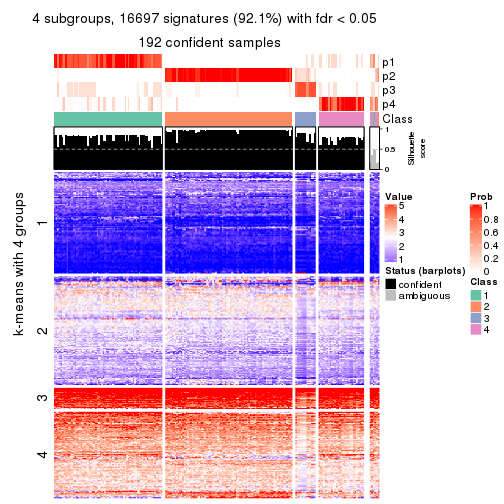 4 subgroups, 16697 signatures (92.1%) with fdr < 0.05
192 confident samples
p1
p2
p3
p4
Class
1
0.5
0
Silhouette
score
k-means with 4 groups
1
2
3
4
Value
5
4
3
2
1
Status (barplots)
confident
ambiguous
Prob
1
0.8
0.6
0.4
0.2
0
Class
1
2
3
4